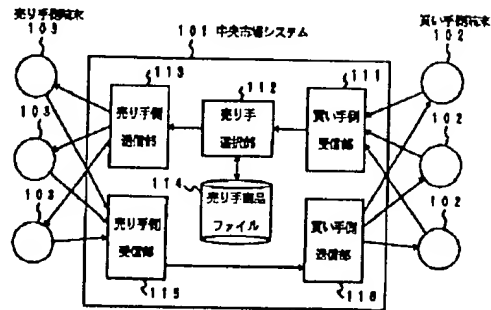 売り手側端末
103
101 中央市場システム
買い手側端末
102
113
112
111
売り手側
送信部
売り手
選択部
買い手側
受信部
103
102
114
売り手商品
ファイル
売り手側
受信部
買い手側
送信部
103
102
115
116